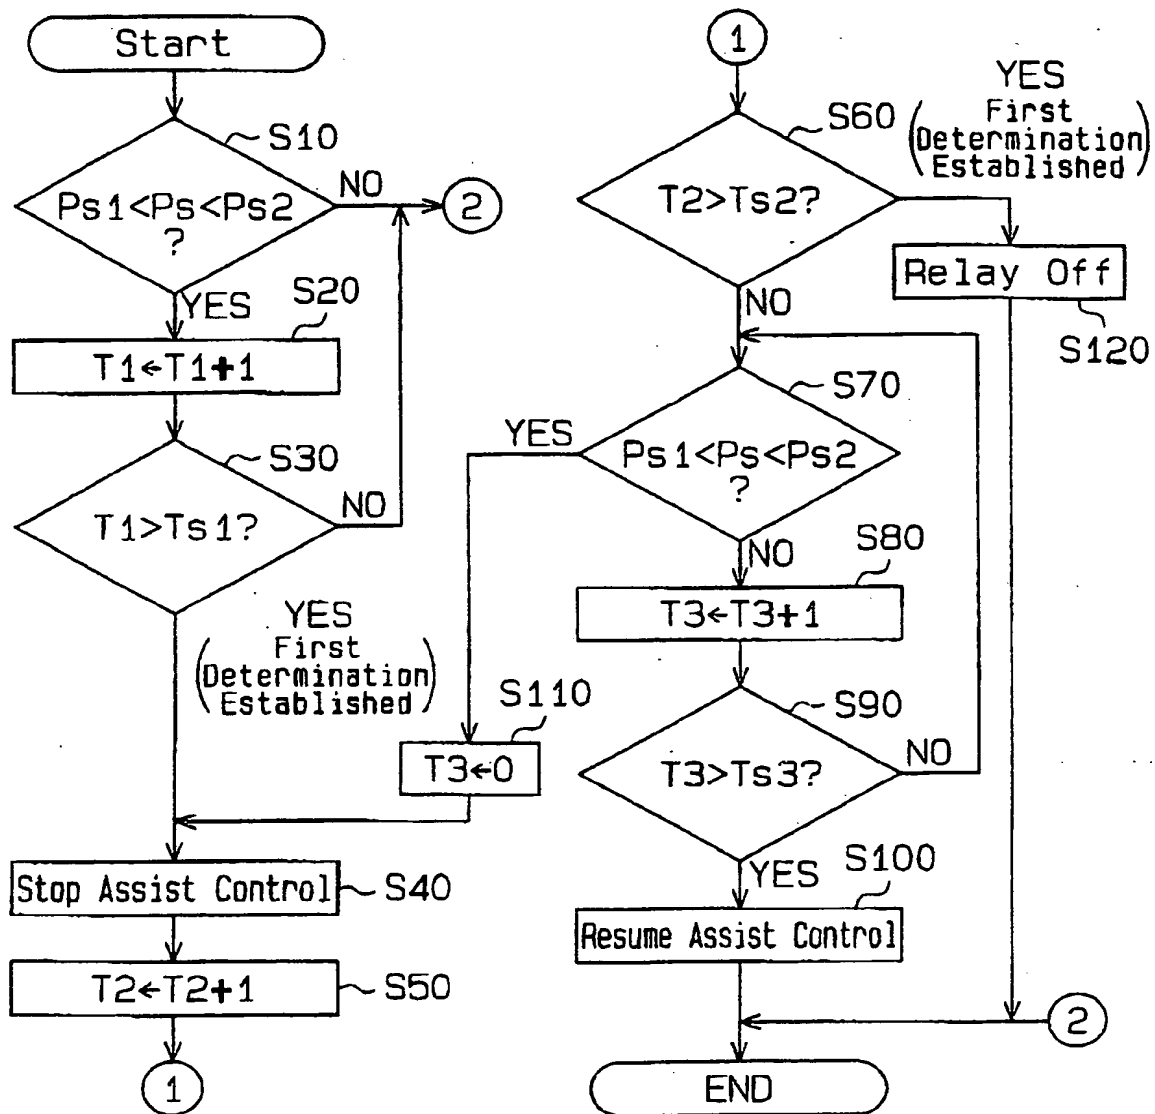 Start
S10
Ps1<Ps<Ps2
?
NO
2
YES
S20
T1←T1+1
S30
T1>Ts1?
NO
YES
(First
Determination
Established)
S110
T3←0
Stop Assist Control
S40
T2←T2+1
S50
1
1
S60
T2>Ts2?
YES
(First
Determination
Established)
Relay Off
S120
NO
S70
YES
Ps1<Ps<Ps2
?
NO
S80
T3←T3+1
S90
T3>Ts3?
NO
YES
S100
Resume Assist Control
2
END